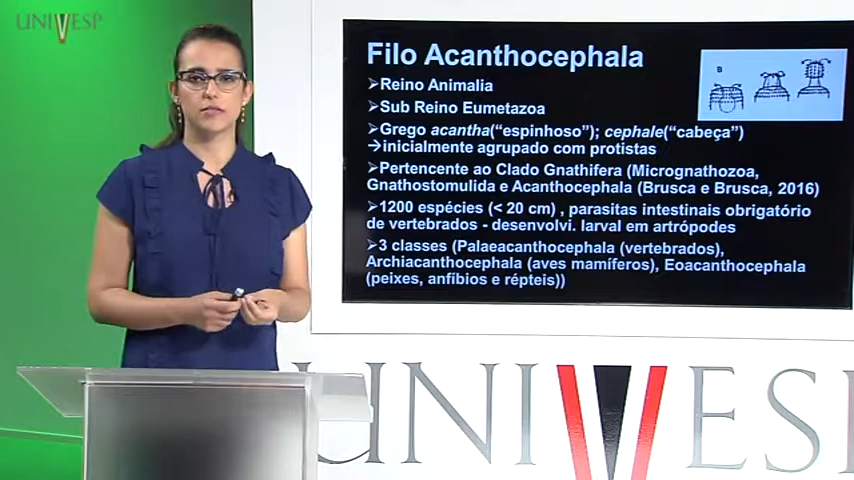 UNIVESP
Filo Acanthocephala
➢Reino Animalia
➢Sub Reino Eumetazoa
➢Grego acantha(“espinhoso”); cephale(“cabeça”)
→inicialmente agrupado com protistas
➢Pertencente ao Clado Gnathifera (Micrognathozoa,
Gnathostomulida e Acanthocephala (Brusca e Brusca, 2016)
➢1200 espécies (< 20 cm) , parasitas intestinais obrigatório
de vertebrados - desenvolvi. larval em artrópodes
➢3 classes (Palaeacanthocephala (vertebrados),
Archiacanthocephala (aves mamíferos), Eoacanthocephala
(peixes, anfíbios e répteis))
B
UNIVESP